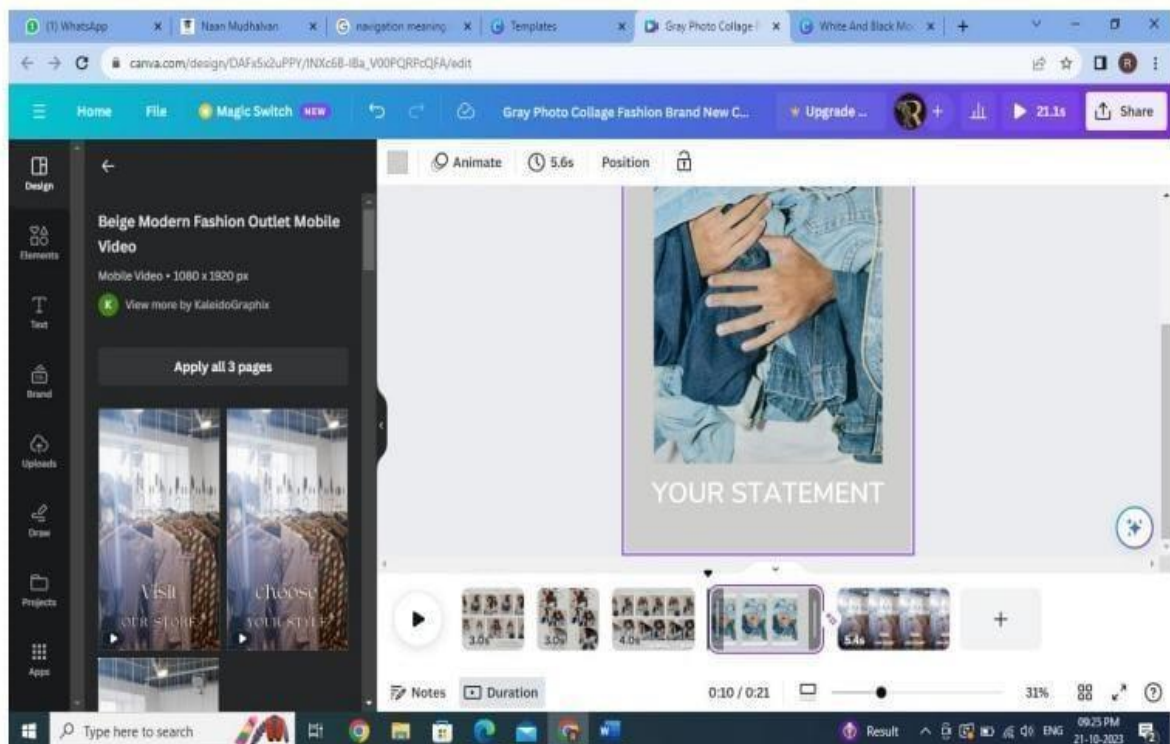 (1) WhatsApp
Naan Mudhalvan
navigation meaning
Templates
Gray Photo Collage
White And Black Mo
canva.com/design/DAFx5x2uPPY/tNXc6B-IBa_V00PQRPcQFA/edit
R
Home File Magic Switch NEW
Gray Photo Collage Fashion Brand New C...
Upgrade ...
21.1s
Share
Design
Elements
Text
Brand
Uploads
Draw
Projects
Apps
Beige Modern Fashion Outlet Mobile
Video
Mobile Video • 1080 x 1920 px
K View more by KaleidoGraphix
Apply all 3 pages
Visit
OUR STORE
choose
YOUR STYLE
Animate 5.6s Position
YOUR STATEMENT
3.0s 3.0s 4.0s 5.4s
Notes Duration 0:10 / 0:21 31%
Type here to search
Result
ENG
09:25 PM
21-10-2023